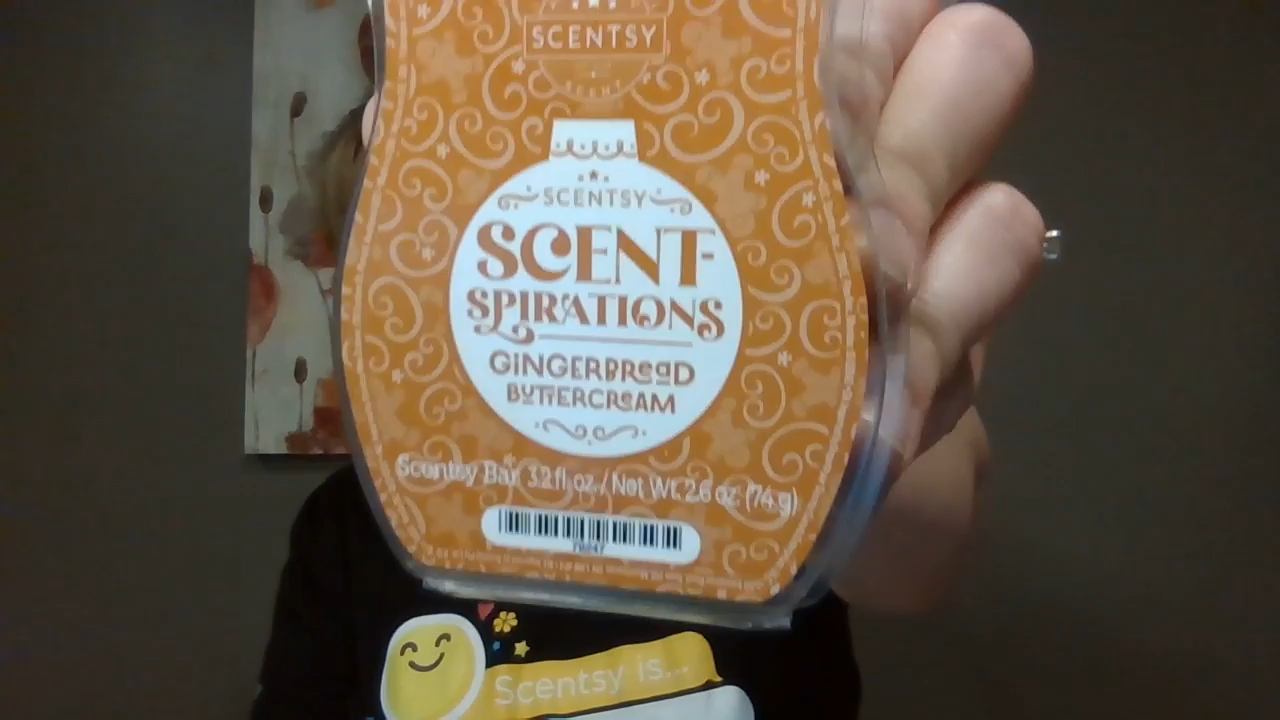 SCENTSY
SCENT
SCENTSY
SCENT-
SPIRATIONS
GINGERBREAD
BUTTERCREAM
Scentsy Bar, 3.2 fl oz / Net Wt. 2.6 oz (74 g)
Scentsy is...